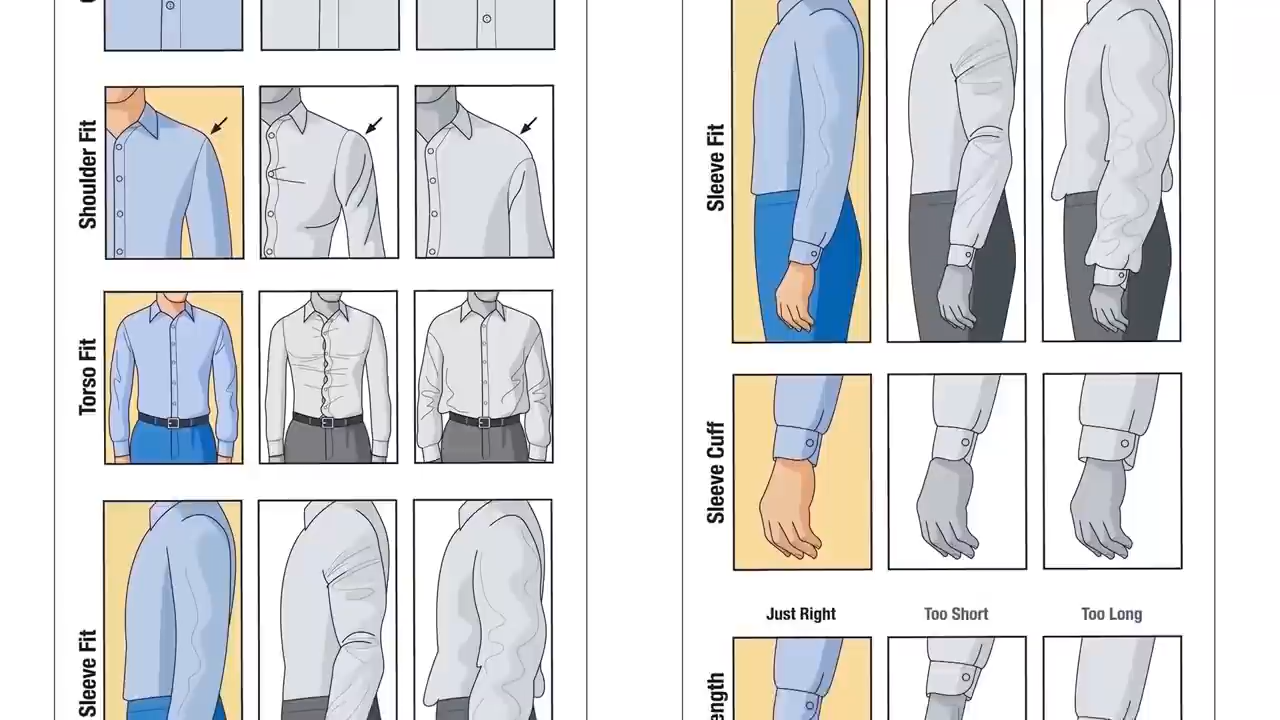 Shoulder Fit
Torso Fit
Sleeve Fit
Sleeve Fit
Sleeve Cuff
Just Right
Too Short
Too Long